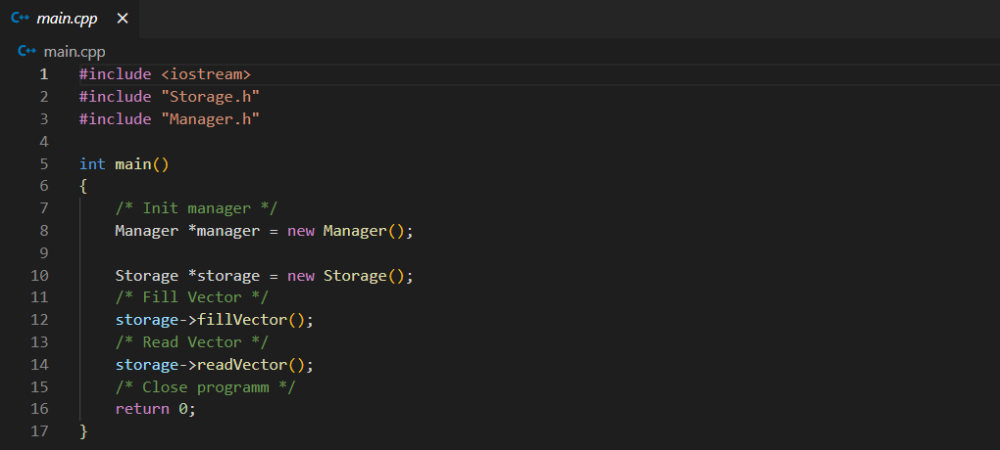 C++ main.cpp ×
C++ main.cpp
1 #include <iostream>
2 #include "Storage.h"
3 #include "Manager.h"
4
5 int main()
6 {
7 /* Init manager */
8 Manager *manager = new Manager();
9
10 Storage *storage = new Storage();
11 /* Fill Vector */
12 storage->fillVector();
13 /* Read Vector */
14 storage->readVector();
15 /* Close programm */
16 return 0;
17 }